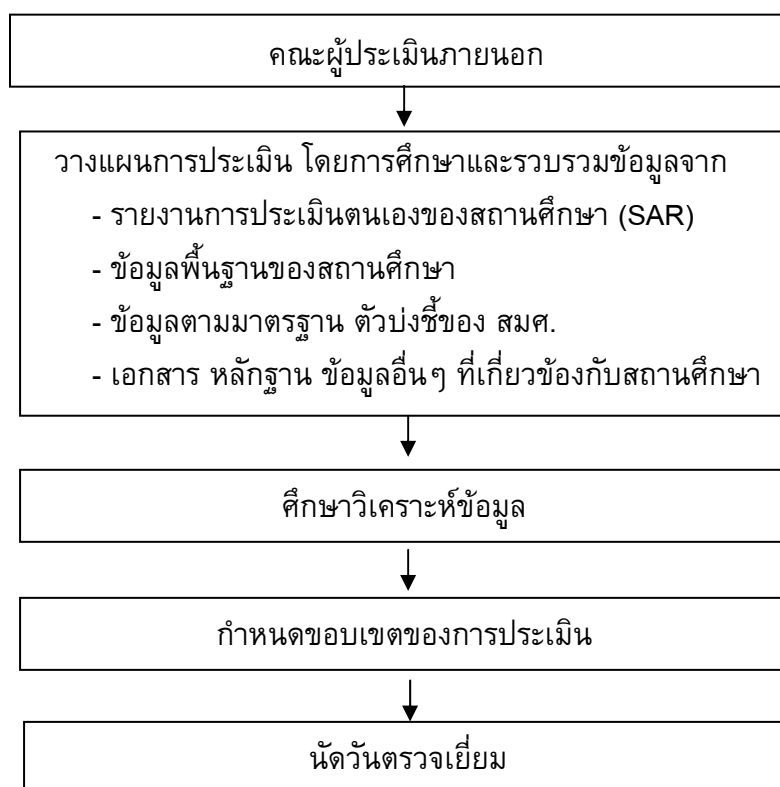 คณะผู้ประเมินภายนอก
วางแผนการประเมิน โดยการศึกษาและรวบรวมข้อมูลจาก
- รายงานการประเมินตนเองของสถานศึกษา (SAR)
- ข้อมูลพื้นฐานของสถานศึกษา
- ข้อมูลตามมาตรฐาน ตัวบ่งชี้ของ สมศ.
- เอกสาร หลักฐาน ข้อมูลอื่นๆ ที่เกี่ยวข้องกับสถานศึกษา
ศึกษาวิเคราะห์ข้อมูล
กำหนดขอบเขตของการประเมิน
นัดวันตรวจเยี่ยม